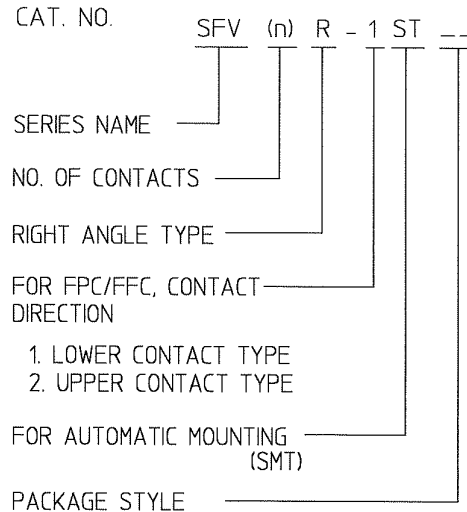 CAT. NO.
SFV (n) R - 1 ST _ _
SERIES NAME
NO. OF CONTACTS
RIGHT ANGLE TYPE
FOR FPC/FFC, CONTACT
DIRECTION
1. LOWER CONTACT TYPE
2. UPPER CONTACT TYPE
FOR AUTOMATIC MOUNTING
(SMT)
PACKAGE STYLE